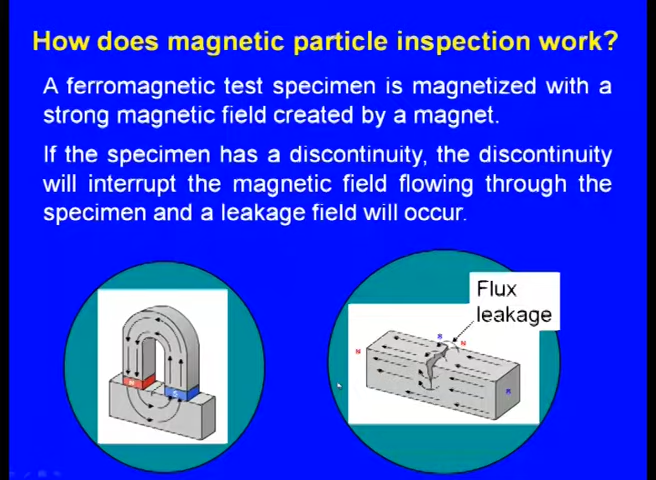 How does magnetic particle inspection work?
A ferromagnetic test specimen is magnetized with a
strong magnetic field created by a magnet.
If the specimen has a discontinuity, the discontinuity
will interrupt the magnetic field flowing through the
specimen and a leakage field will occur.
Flux
leakage
N
S
N
S
N
S